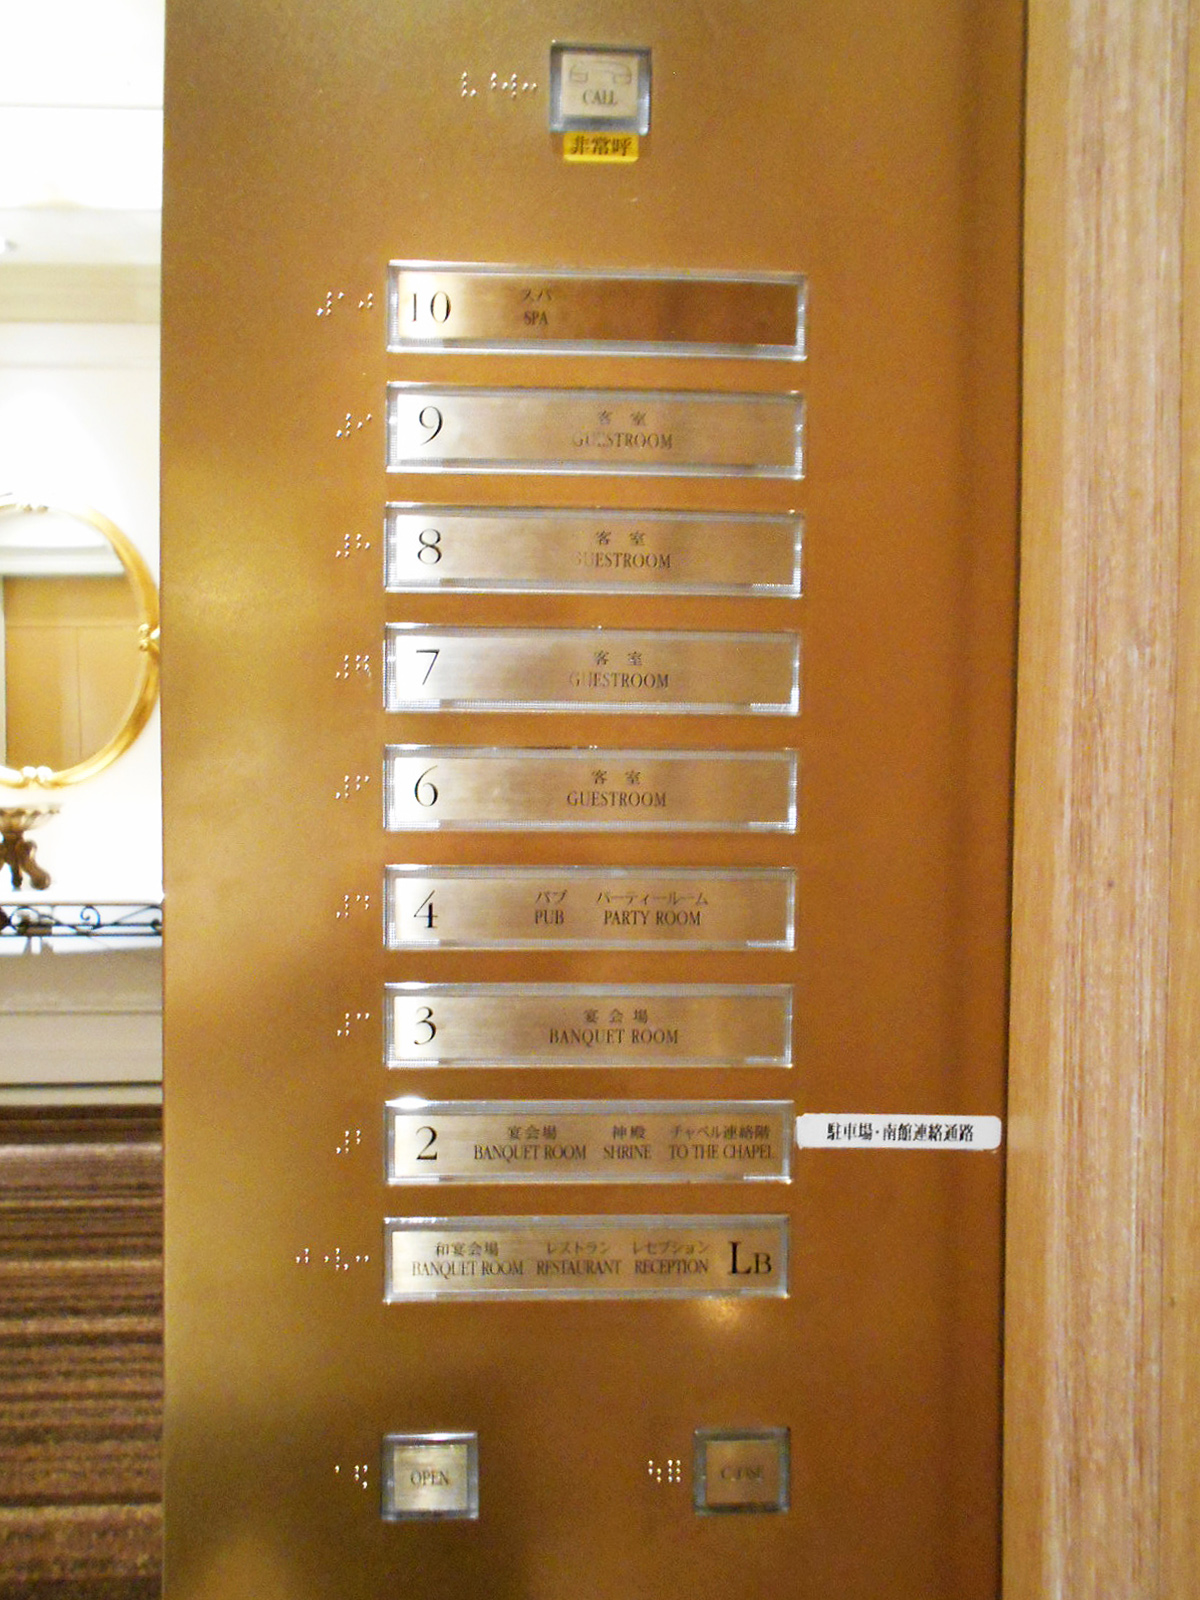 CALL
非常呼
10 スパ
SPA
9 客室
GUESTROOM
8 客室
GUESTROOM
7 客室
GUESTROOM
6 客室
GUESTROOM
4 パブ パーティールーム
PUB PARTY ROOM
3 宴会場
BANQUET ROOM
2 宴会場 神殿 チャペル連絡階
BANQUET ROOM SHRINE TO THE CHAPEL
駐車場・南館連絡通路
和宴会場 レストラン レセプション
BANQUET ROOM RESTAURANT RECEPTION LB
OPEN
CLOSE